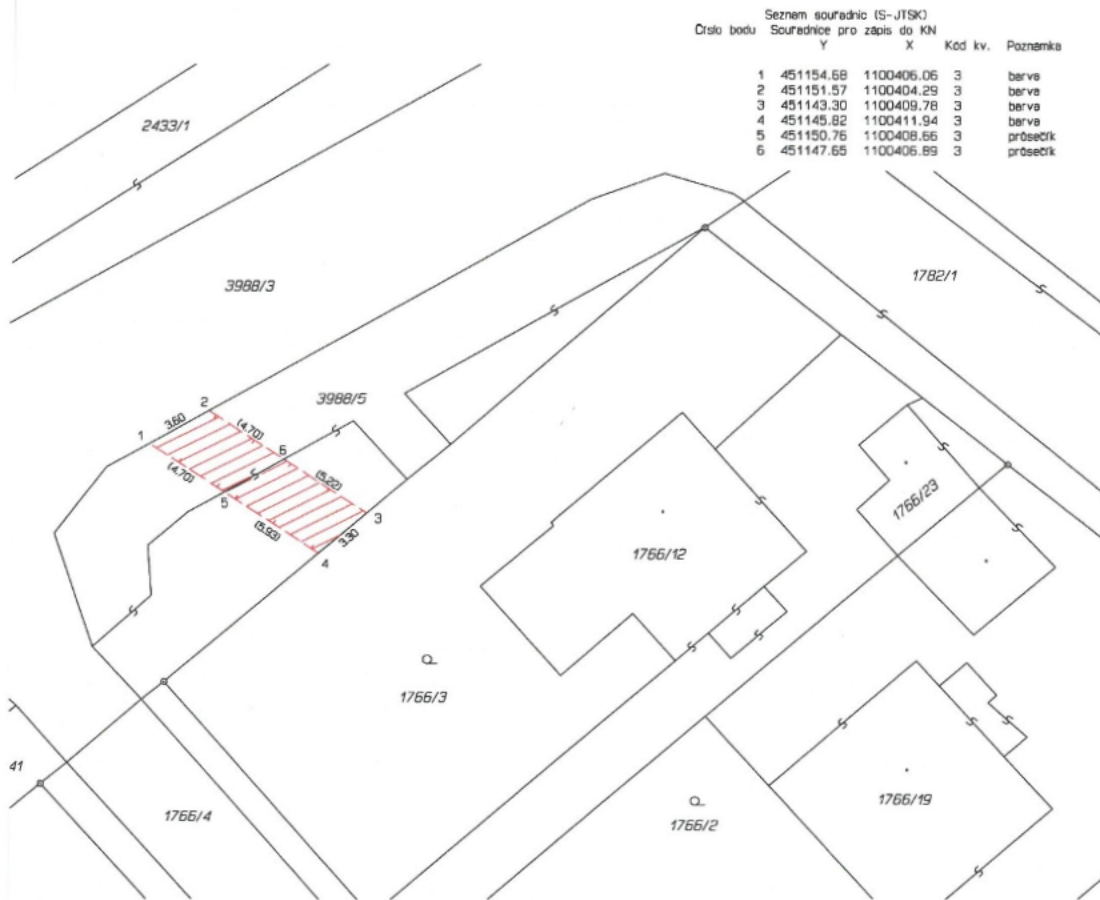 Seznam souřadnic (S-JTSK)
Číslo bodu Souřadnice pro zápis do KN
Y X Kód kv. Poznámka
1 451154.68 1100406.06 3 barva
2 451151.57 1100404.29 3 barva
3 451143.30 1100409.78 3 barva
4 451145.82 1100411.94 3 barva
5 451150.76 1100408.66 3 průsečík
6 451147.65 1100406.89 3 průsečík
2433/1
3988/3
1782/1
3988/5
2
3.60
(4.70)
1
6
(4.70)
(5.22)
5
3
(5.93)
3.30
4
1766/23
1766/12
1766/3
41
1766/4
1766/2
1766/19